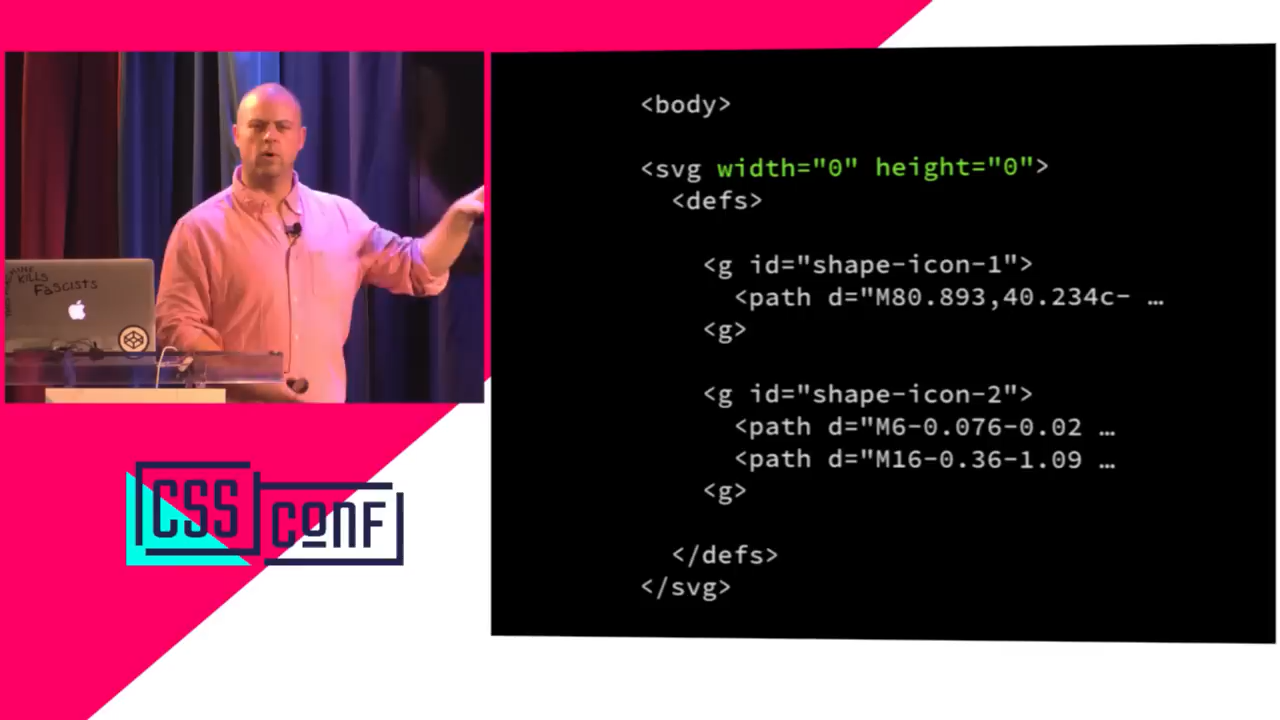 KILLS
FASCISTS
CSS
CONF
<body>
<svg width="0" height="0">
<defs>
<g id="shape-icon-1">
<path d="M80.893,40.234c- …
<g>
<g id="shape-icon-2">
<path d="M6-0.076-0.02 …
<path d="M16-0.36-1.09 …
<g>
</defs>
</svg>